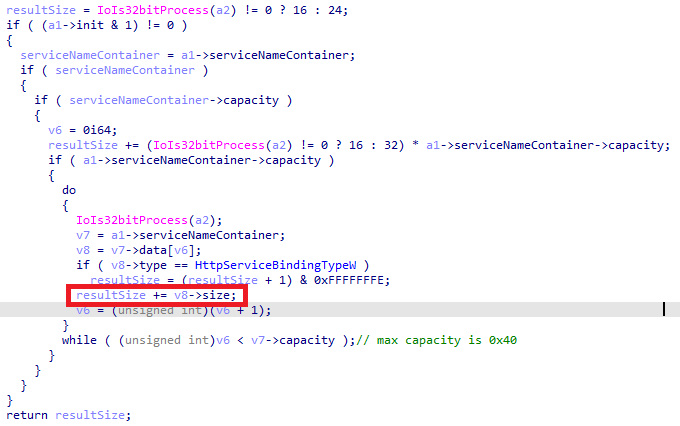 resultSize = IoIs32bitProcess(a2) != 0 ? 16 : 24;
if ( (a1->init & 1) != 0 )
{
  serviceNameContainer = a1->serviceNameContainer;
  if ( serviceNameContainer )
  {
    if ( serviceNameContainer->capacity )
    {
      v6 = 0i64;
      resultSize += (IoIs32bitProcess(a2) != 0 ? 16 : 32) * a1->serviceNameContainer->capacity;
      if ( a1->serviceNameContainer->capacity )
      {
        do
        {
          IoIs32bitProcess(a2);
          v7 = a1->serviceNameContainer;
          v8 = v7->data[v6];
          if ( v8->type == HttpServiceBindingTypeW )
            resultSize = (resultSize + 1) & 0xFFFFFFFE;
          resultSize += v8->size;
          v6 = (unsigned int)(v6 + 1);
        }
        while ( (unsigned int)v6 < v7->capacity );// max capacity is 0x40
      }
    }
  }
}
return resultSize;